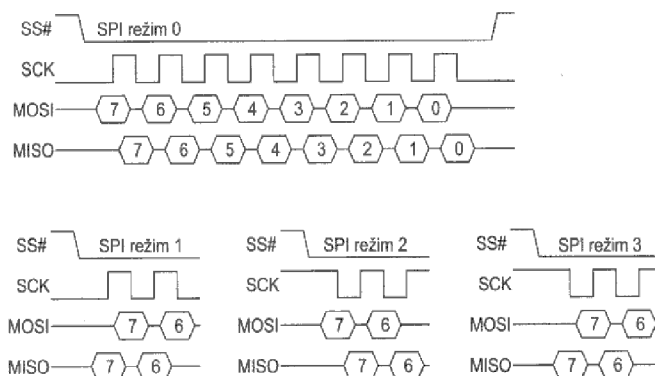 SS# SPI režim 0
SCK
MOSI 7 6 5 4 3 2 1 0
MISO 7 6 5 4 3 2 1 0
SS# SPI režim 1
SCK
MOSI 7 6
MISO 7 6
SS# SPI režim 2
SCK
MOSI 7 6
MISO 7 6
SS# SPI režim 3
SCK
MOSI 7 6
MISO 7 6